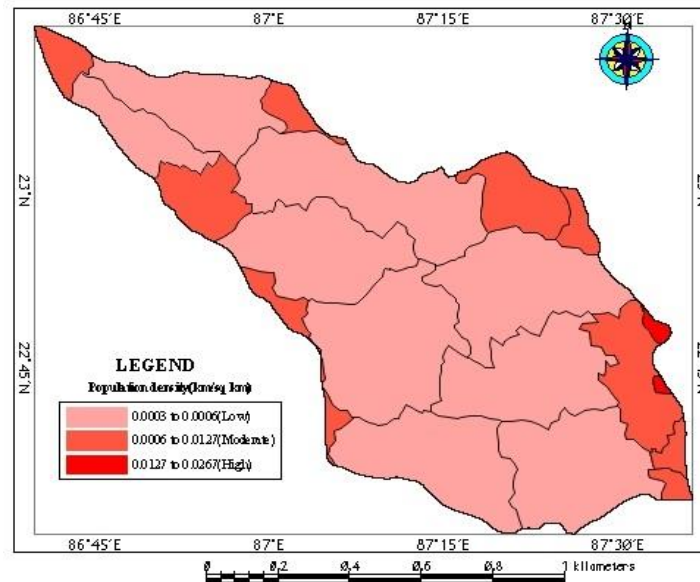 86°45´E 87°E 87°15´E 87°30´E
N
23°N
22°45´N
LEGEND
Population density(km/sq km)
0.0003 to 0.0006(Low)
0.0006 to 0.0127(Moderate)
0.0127 to 0.0267(High)
86°45´E 87°E 87°15´E 87°30´E
0 0,2 0,4 0,6 0,8 1 kilometers